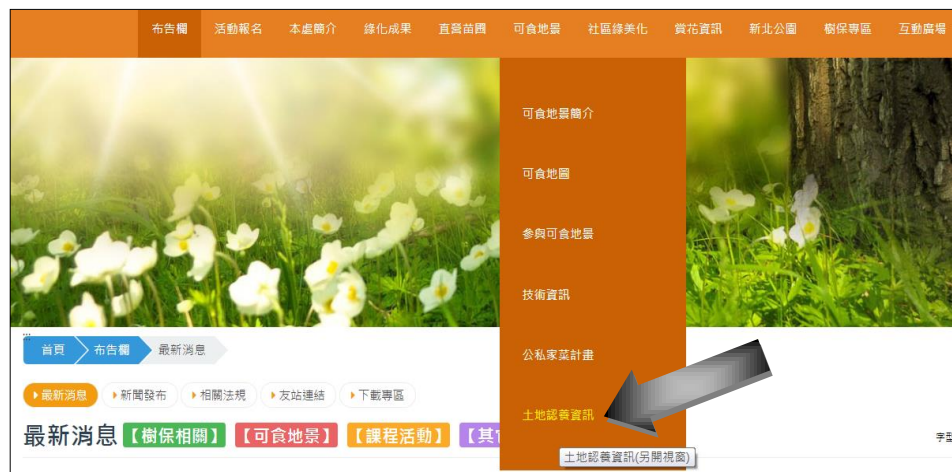 布告欄 活動報名 本處簡介 綠化成果 直營苗圃 可食地景 社區綠美化 賞花資訊 新北公園 樹保專區 互動廣場
可食地景簡介
可食地圖
參與可食地景
技術資訊
公私家菜計畫
土地認養資訊
土地認養資訊(另開視窗)
:::
首頁 布告欄 最新消息
最新消息 新聞發布 相關法規 友站連結 下載專區
最新消息【樹保相關】【可食地景】【課程活動】【其
字型